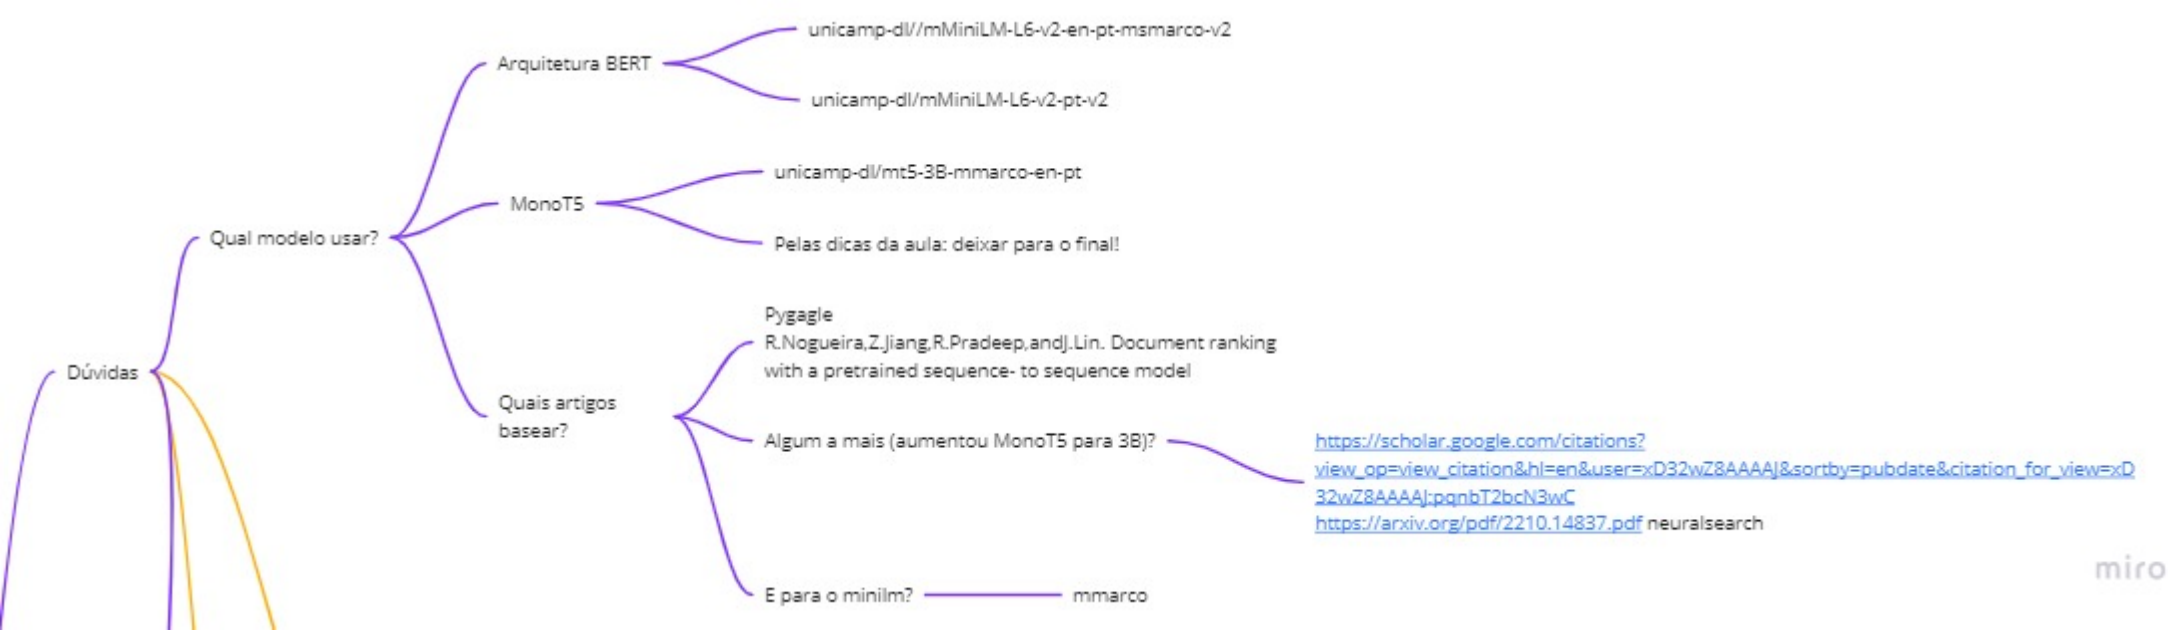 unicamp-dl//mMiniLM-L6-v2-en-pt-msmarco-v2
Arquitetura BERT
unicamp-dl/mMiniLM-L6-v2-pt-v2
unicamp-dl/mt5-3B-mmarco-en-pt
MonoT5
Pelas dicas da aula: deixar para o final!
Qual modelo usar?
Pygagle
R.Nogueira,Z.Jiang,R.Pradeep,andJ.Lin. Document ranking
with a pretrained sequence- to sequence model
Dúvidas
Quais artigos
basear?
Algum a mais (aumentou MonoT5 para 3B)?
https://scholar.google.com/citations?
view_op=view_citation&hl=en&user=xD32wZ8AAAAJ&sortby=pubdate&citation_for_view=xD
32wZ8AAAAJ:pqnbT2bcN3wC
https://arxiv.org/pdf/2210.14837.pdf neuralsearch
E para o minilm?
mmarco
miro